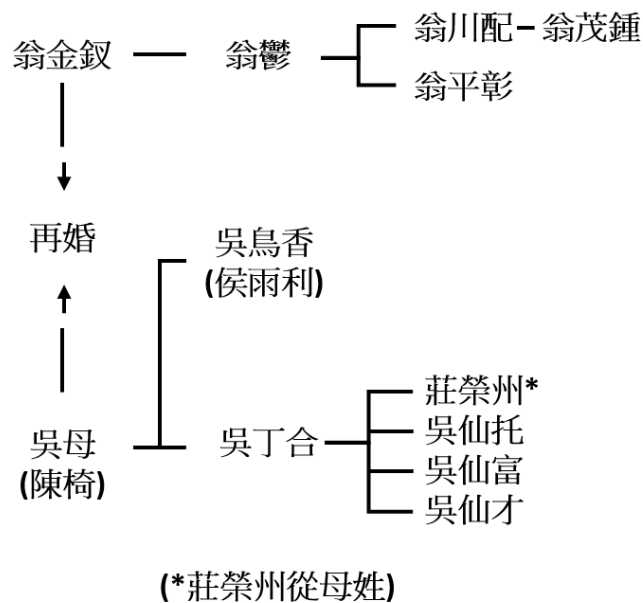 翁金釵
翁鬱
翁川配－翁茂鍾
翁平彰
再婚
吳鳥香
(侯雨利)
吳母
(陳椅)
吳丁合
莊榮州*
吳仙托
吳仙富
吳仙才
(*莊榮州從母姓)